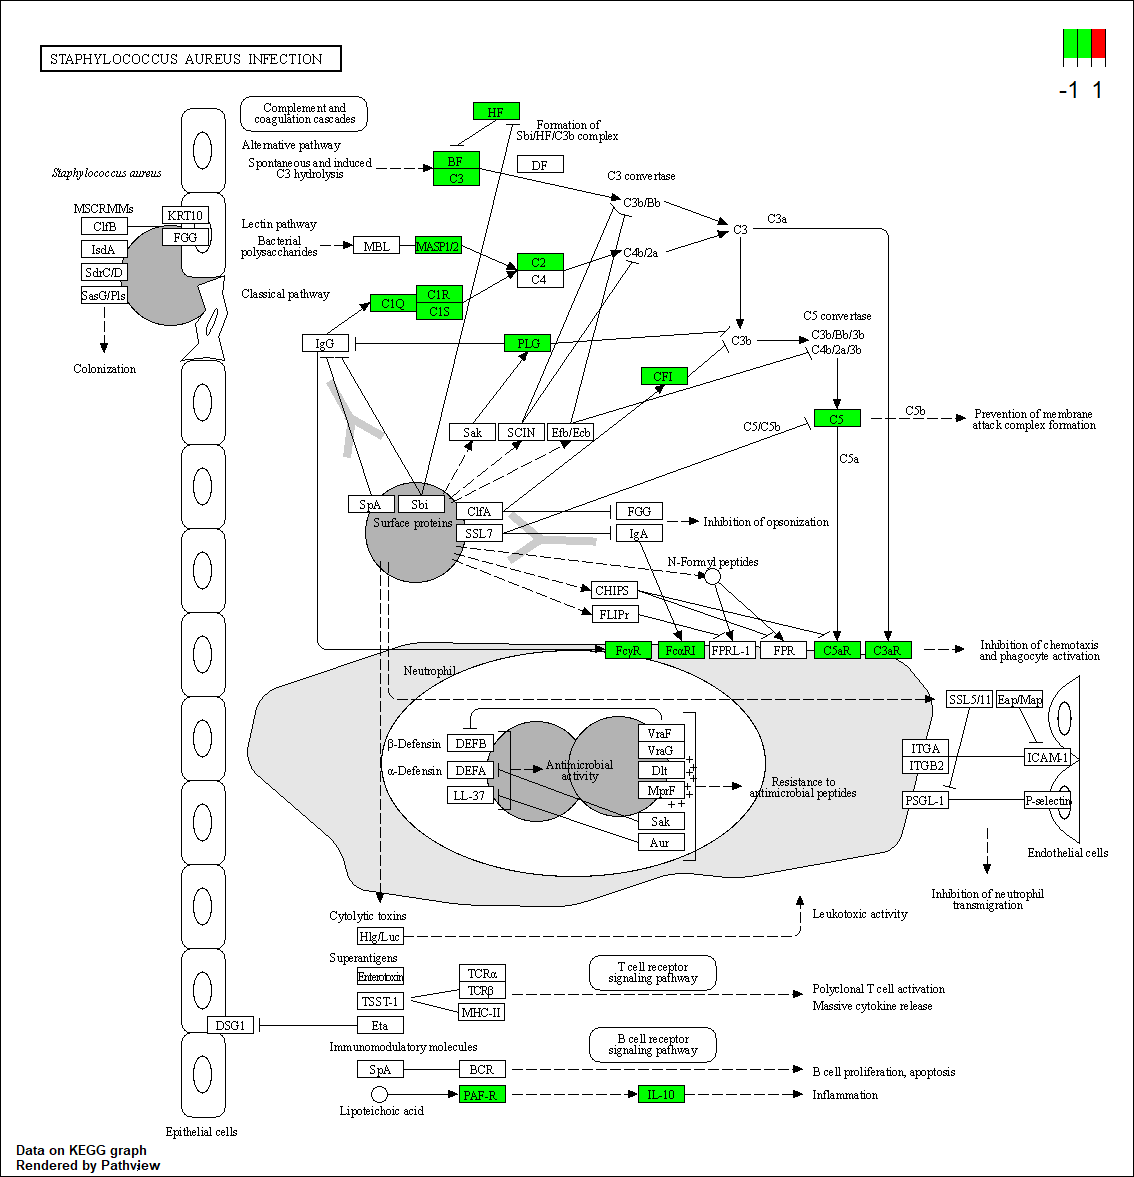 STAPHYLOCOCCUS AUREUS INFECTION
-1 1
Complement and
coagulation cascades
HF
Formation of
Sbi/HF/C3b complex
Alternative pathway
Spontaneous and induced
C3 hydrolysis
BF
C3
DF
C3 convertase
C3b/Bb
C3
C3a
Staphylococcus aureus
MSCRMMs
ClfB
IsdA
SdrC/D
SasG/Pls
KRT10
FGG
Colonization
Lectin pathway
Bacterial
polysaccharides
MBL
MASP1/2
C2
C4
C4b/2a
Classical pathway
C1Q
C1R
C1S
C5 convertase
C3b/Bb/3b
C4b/2a/3b
IgG
PLG
C3b
CFI
C5
C5b
Prevention of membrane
attack complex formation
C5/C5b
C5a
Sak
SCIN
Efb/Ecb
SpA
Sbi
Surface proteins
ClfA
SSL7
FGG
IgA
Inhibition of opsonization
N-Formyl peptides
CHIPS
FLIPr
FcγR
FcαRI
FPRL-1
FPR
C5aR
C3aR
Inhibition of chemotaxis
and phagocyte activation
Neutrophil
SSL5/11
Eap/Map
β-Defensin
DEFB
α-Defensin
DEFA
LL-37
Antimicrobial
activity
VraF
VraG
Dlt
MprF
Sak
Aur
+
+ +
+
+ +
+
+ +
Resistance to
antimicrobial peptides
ITGA
ITGB2
PSGL-1
ICAM-1
P-selectin
Endothelial cells
Inhibition of neutrophil
transmigration
Cytolytic toxins
Hlg/Luc
Leukotoxic activity
Superantigens
Enterotoxin
TSST-1
Eta
DSG1
TCRα
TCRβ
MHC-II
T cell receptor
signaling pathway
Polyclonal T cell activation
Massive cytokine release
Immunomodulatory molecules
SpA
BCR
B cell receptor
signaling pathway
B cell proliferation, apoptosis
Lipoteichoic acid
PAF-R
IL-10
Inflammation
Epithelial cells
Data on KEGG graph
Rendered by Pathview